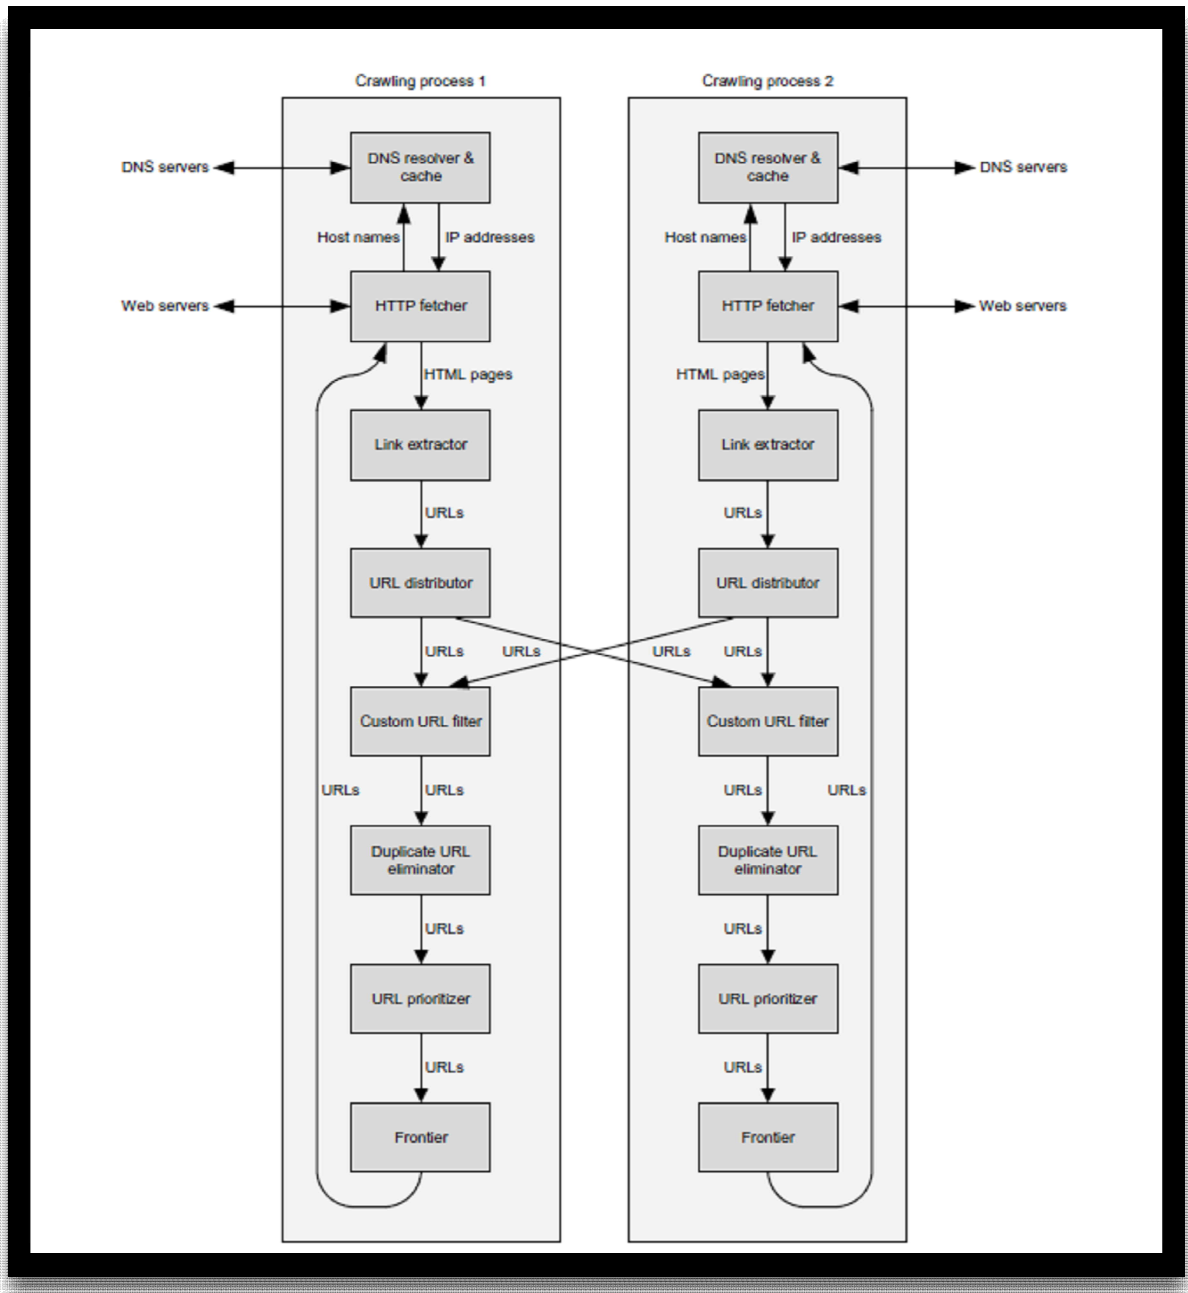 Crawling process 1
Crawling process 2
DNS servers
DNS resolver &
cache
DNS resolver &
cache
DNS servers
Host names
IP addresses
Host names
IP addresses
Web servers
HTTP fetcher
HTTP fetcher
Web servers
HTML pages
HTML pages
Link extractor
Link extractor
URLs
URLs
URL distributor
URL distributor
URLs
URLs
URLs
URLs
Custom URL filter
Custom URL filter
URLs
URLs
URLs
URLs
Duplicate URL
eliminator
Duplicate URL
eliminator
URLs
URLs
URL prioritizer
URL prioritizer
URLs
URLs
Frontier
Frontier